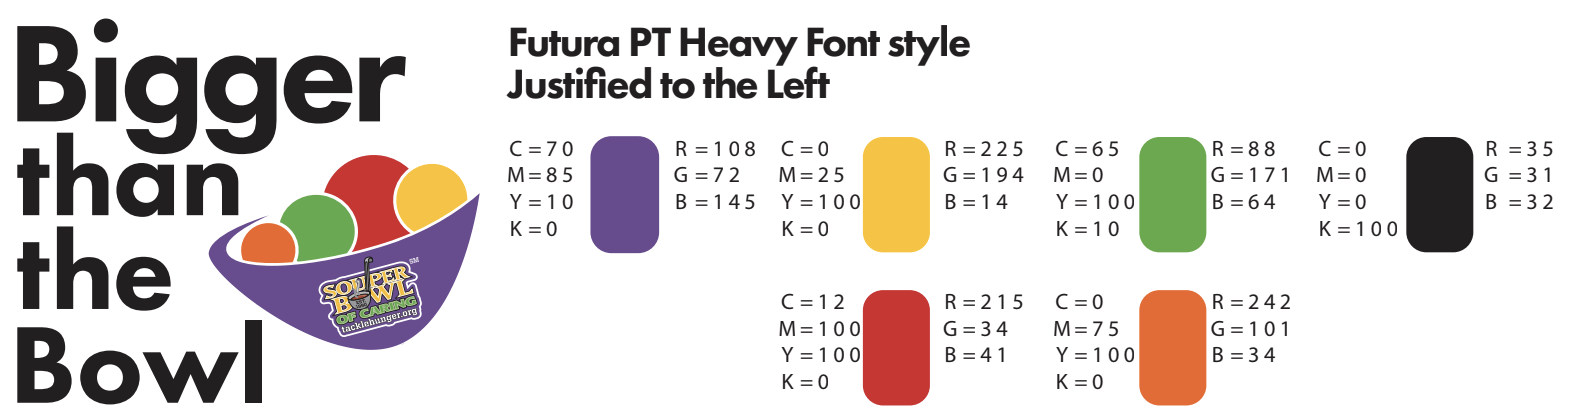 Bigger
than
the
Bowl
SOUPER
BOWL
OF CARING
tacklehunger.org
SM
Futura PT Heavy Font style
Justified to the Left
C=70
M=85
Y=10
K=0
R=108
G=72
B=145
C=0
M=25
Y=100
K=0
R=225
G=194
B=14
C=65
M=0
Y=100
K=10
R=88
G=171
B=64
C=0
M=0
Y=0
K=100
R=35
G=31
B=32
C=12
M=100
Y=100
K=0
R=215
G=34
B=41
C=0
M=75
Y=100
K=0
R=242
G=101
B=34